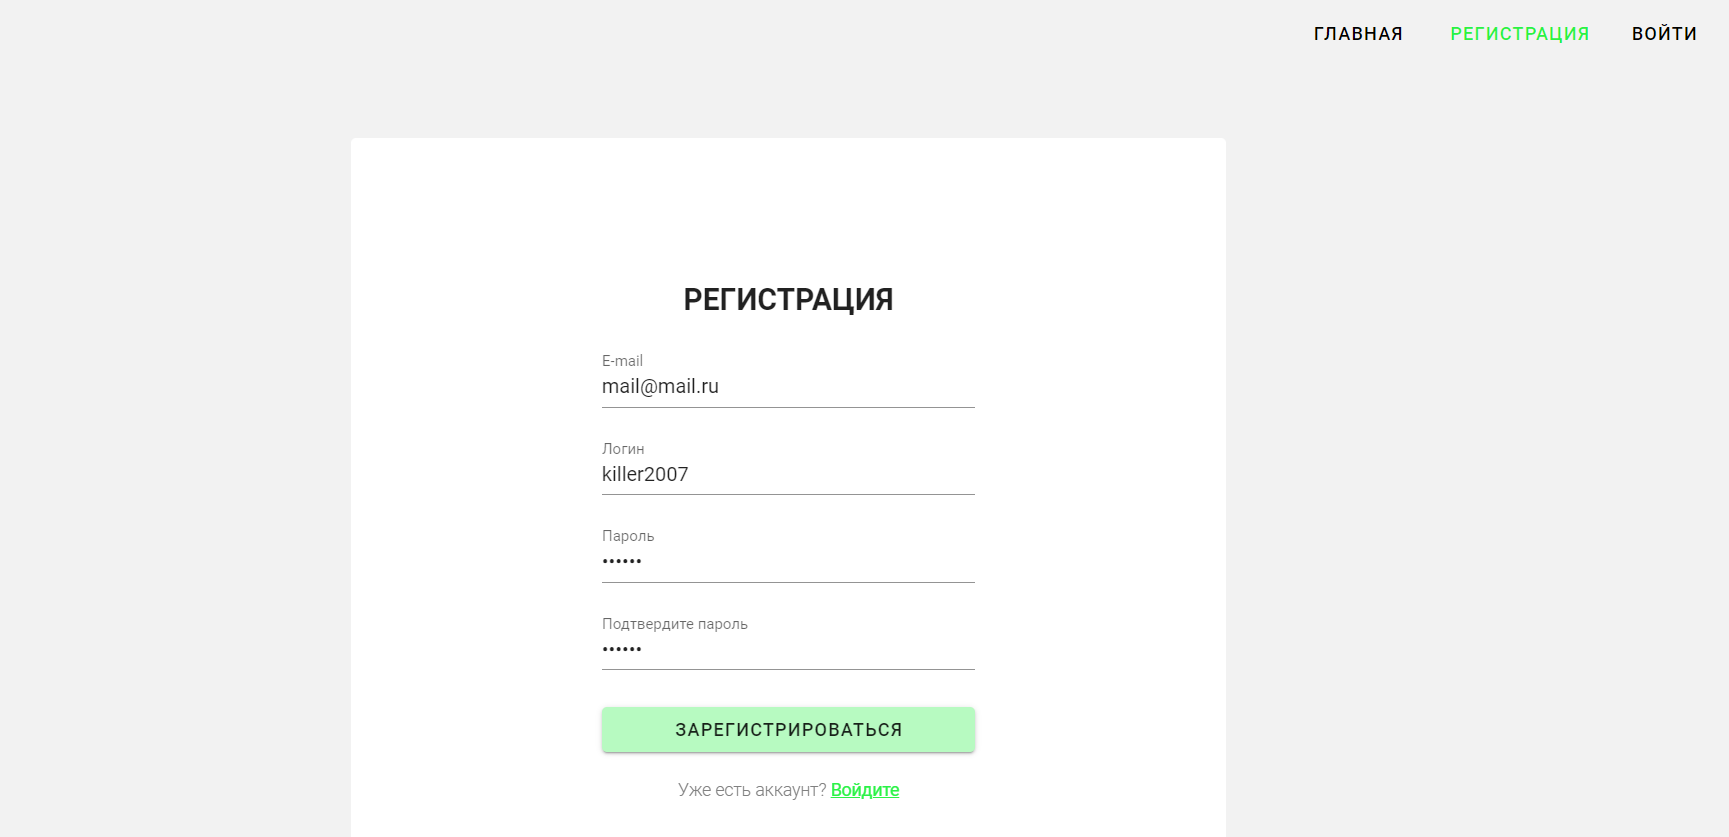 ГЛАВНАЯ РЕГИСТРАЦИЯ ВОЙТИ
РЕГИСТРАЦИЯ
E-mail
mail@mail.ru
Логин
killer2007
Пароль
••••••
Подтвердите пароль
••••••
ЗАРЕГИСТРИРОВАТЬСЯ
Уже есть аккаунт? Войдите